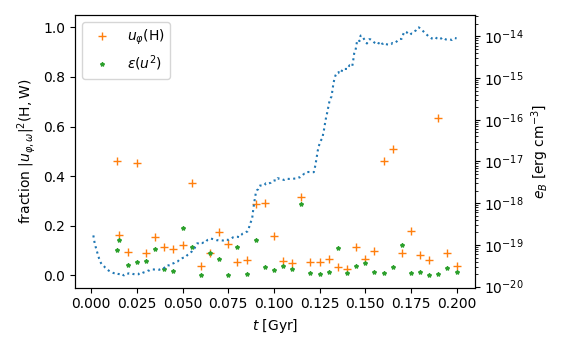 1.0
0.8
0.6
0.4
0.2
0.0
fraction |u_{φ,ω}|²(H, W)
+ u_φ(H)
★ ε(u²)
10⁻¹⁴
10⁻¹⁵
10⁻¹⁶
10⁻¹⁷
10⁻¹⁸
10⁻¹⁹
10⁻²⁰
e_B [erg cm⁻³]
0.000 0.025 0.050 0.075 0.100 0.125 0.150 0.175 0.200
t [Gyr]